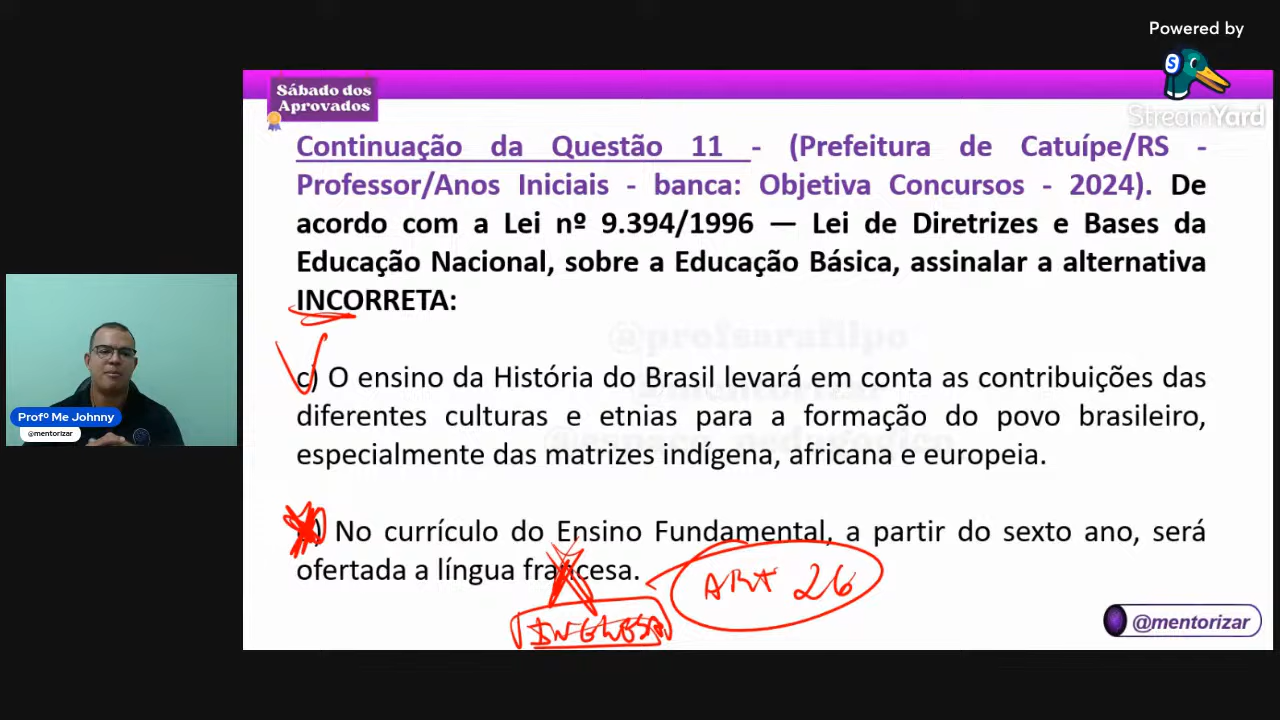 Powered by
StreamYard
Sábado dos
Aprovados
Continuação da Questão 11 - (Prefeitura de Catuípe/RS -
Professor/Anos Iniciais - banca: Objetiva Concursos - 2024). De
acordo com a Lei nº 9.394/1996 — Lei de Diretrizes e Bases da
Educação Nacional, sobre a Educação Básica, assinalar a alternativa
INCORRETA:
@profsarafilpo
@mentorizar
@espaco_pedagogico
c) O ensino da História do Brasil levará em conta as contribuições das
diferentes culturas e etnias para a formação do povo brasileiro,
especialmente das matrizes indígena, africana e europeia.
Profº Me Johnny
@mentorizar
No currículo do Ensino Fundamental, a partir do sexto ano, será
ofertada a língua francesa.
ART 26
INGLESA
@mentorizar